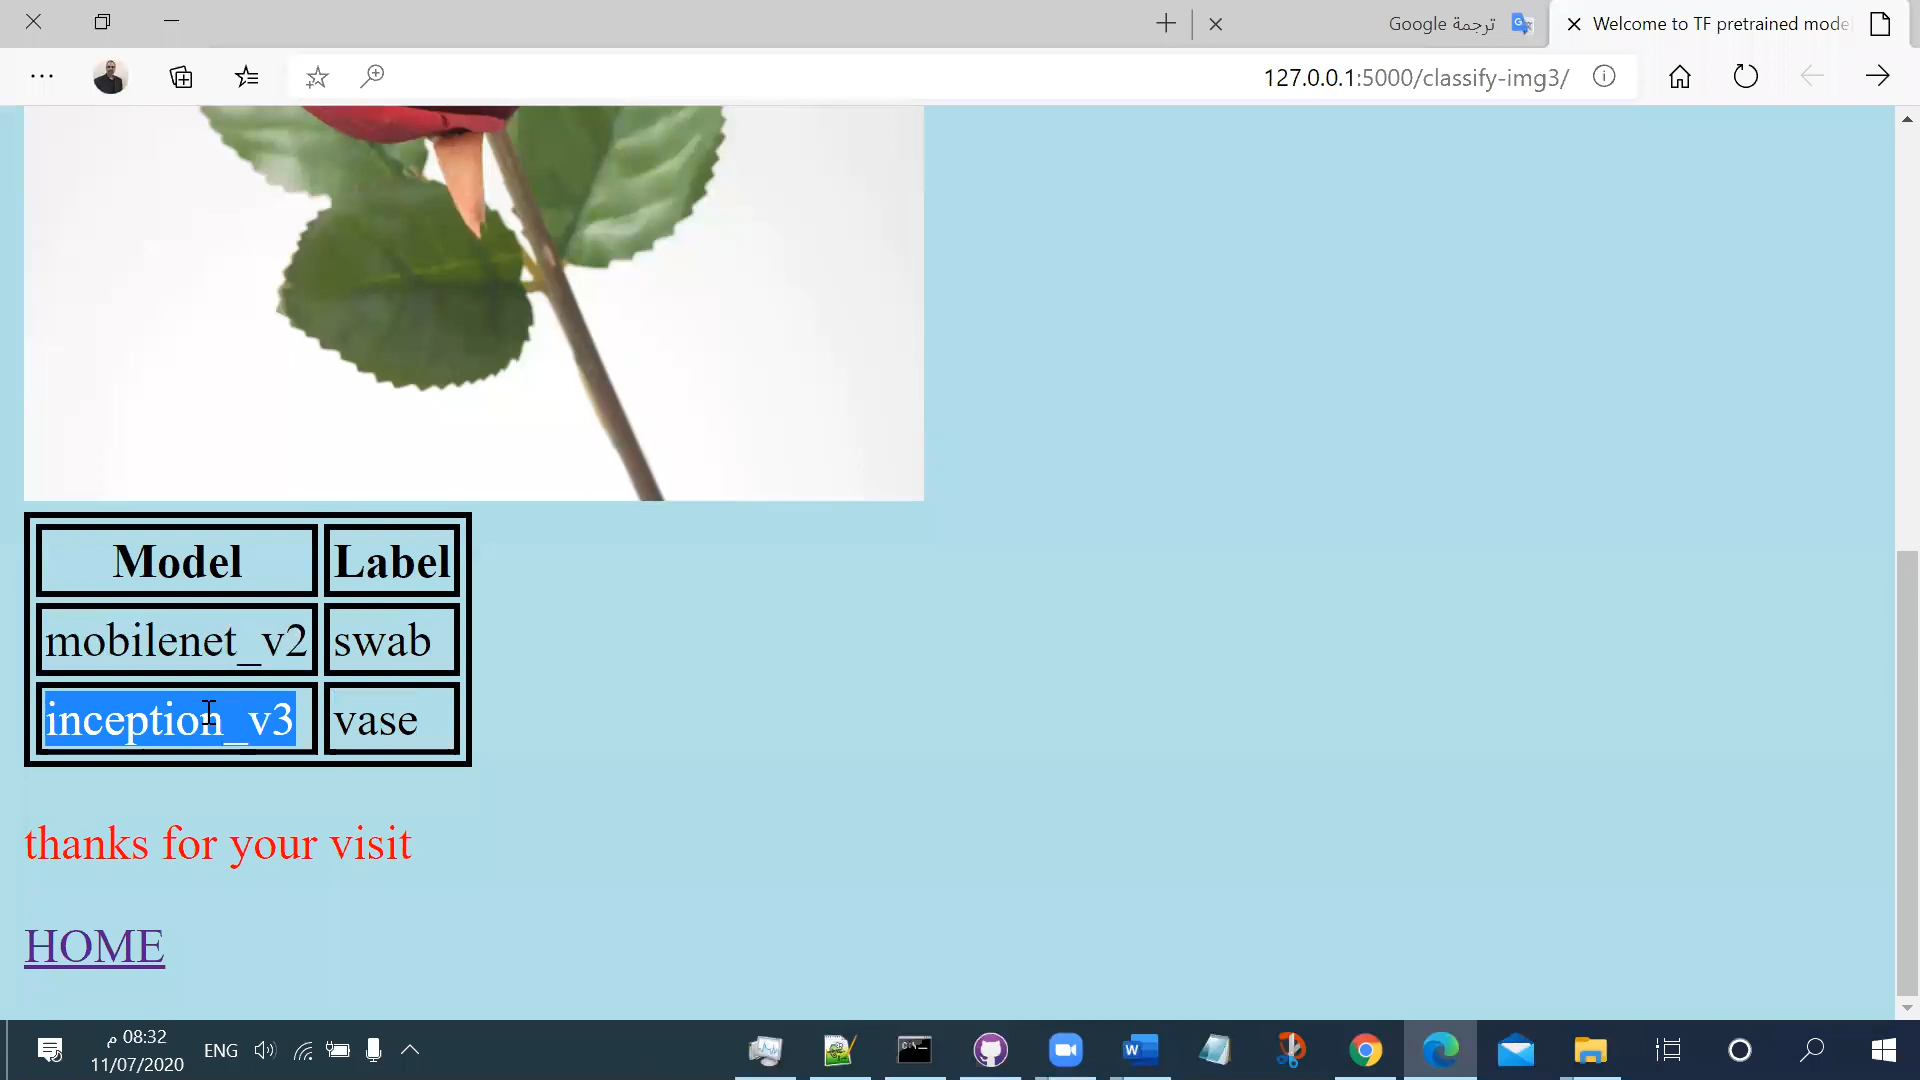 ترجمة Google
Welcome to TF pretrained mode
127.0.0.1:5000/classify-img3/
Model Label
mobilenet_v2 swab
inception_v3 vase
thanks for your visit
HOME
08:32 م
ENG
11/07/2020